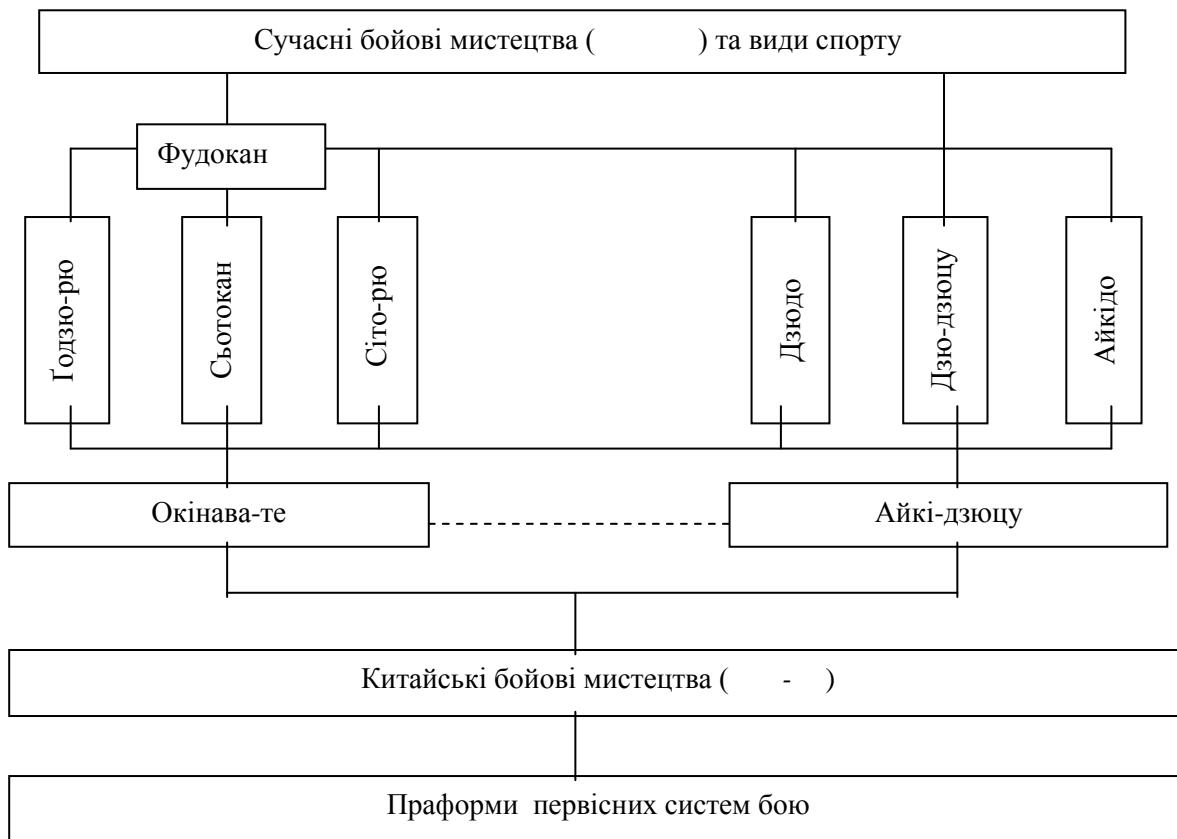 Сучасні бойові мистецтва ( ) та види спорту
Фудокан
Ґодзю-рю
Сьотокан
Сіто-рю
Дзюдо
Дзю-дзюцу
Айкідо
Окінава-те
Айкі-дзюцу
Китайські бойові мистецтва ( - )
Праформи первісних систем бою